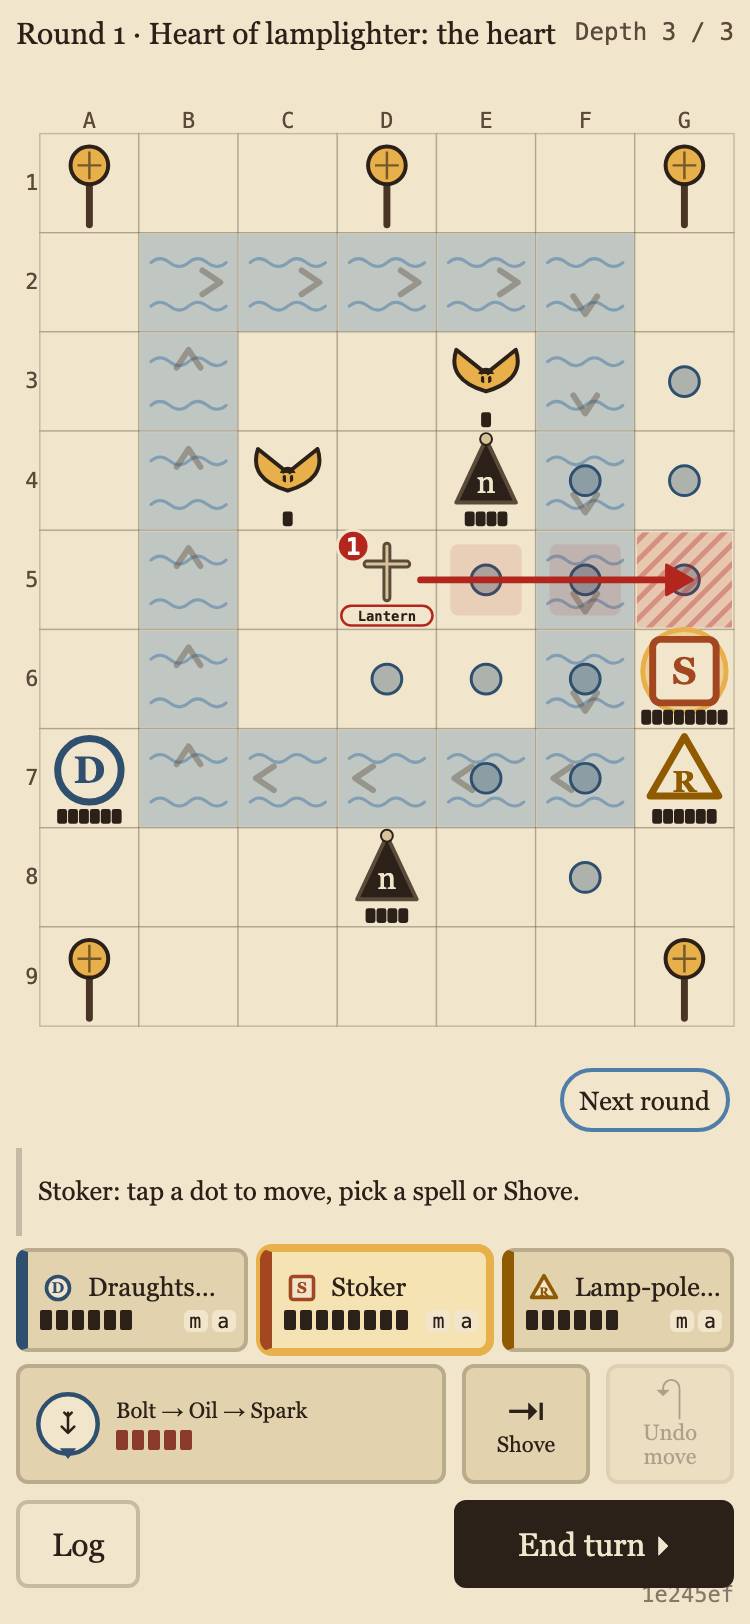 Round 1 · Heart of lamplighter: the heart Depth 3 / 3
A B C D E F G
1
2
3
4 n
5 1
Lantern
6 S
7 D R
8 n
9
Next round
Stoker: tap a dot to move, pick a spell or Shove.
D Draughts... S Stoker R Lamp-pole...
m a m a m a
Bolt → Oil → Spark
Shove
Undo
move
Log End turn
1e245ef